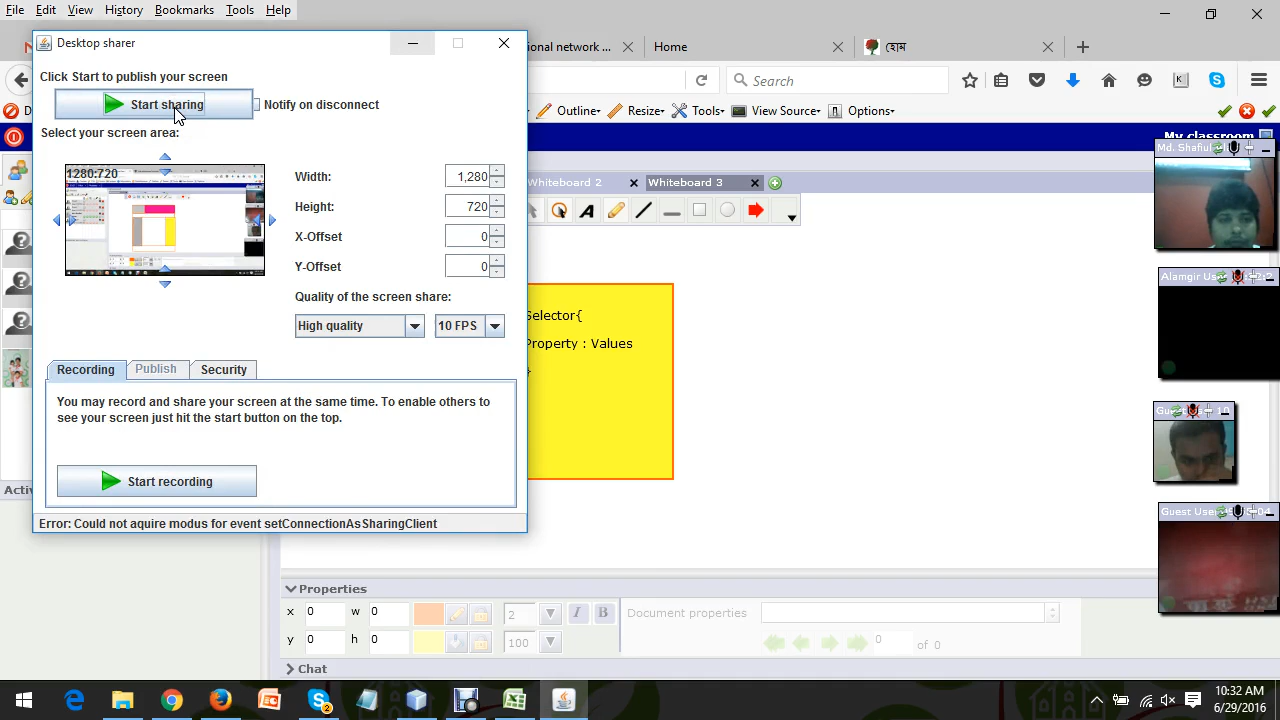 File Edit View History Bookmarks Tools Help
Desktop sharer
ional network ...
Home
হোম
Search
Click Start to publish your screen
Start sharing
Notify on disconnect
Outline
Resize
Tools
View Source
Options
Select your screen area:
My classroom
1280:720
Width: 1,280
Height: 720
X-Offset 0
Y-Offset 0
Quality of the screen share:
High quality 10 FPS
Recording Publish Security
You may record and share your screen at the same time. To enable others to
see your screen just hit the start button on the top.
Start recording
Error: Could not aquire modus for event setConnectionAsSharingClient
Whiteboard 2
Whiteboard 3
Selector{
Property : Values
}
Alamgir
Properties
x 0 w 0 2 I B Document properties
y 0 h 0 100 0 of 0
Chat
2
10:32 AM
6/29/2016